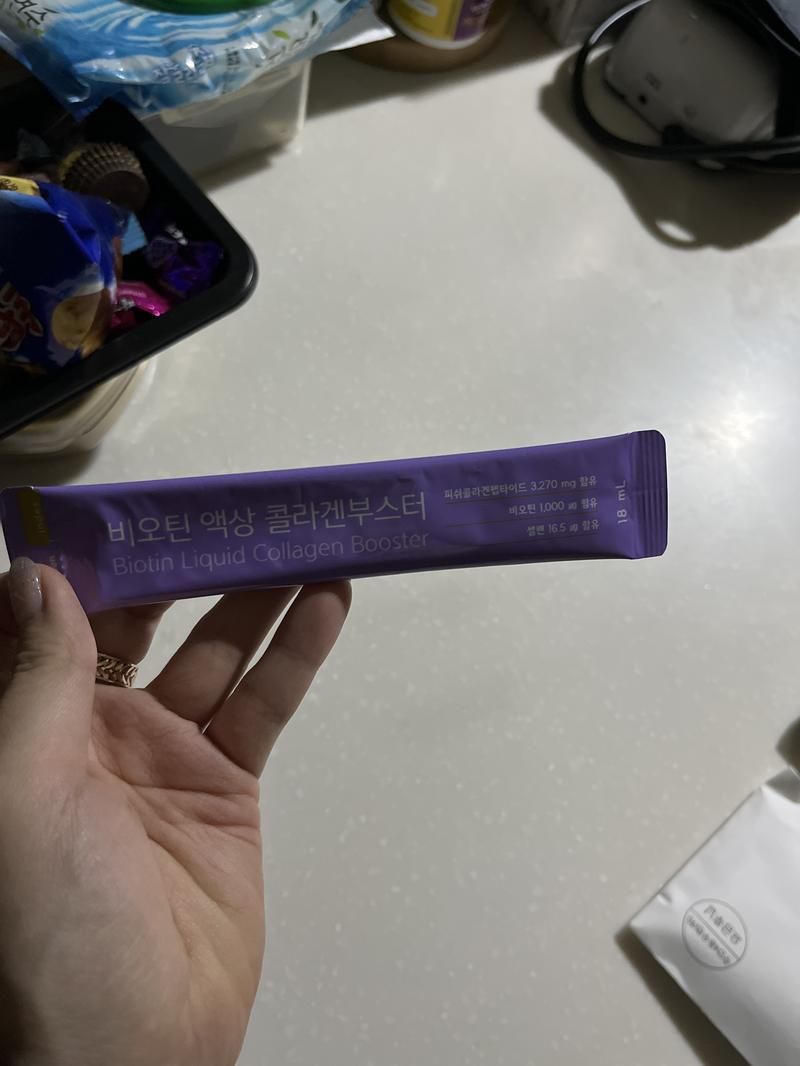 비오틴 액상 콜라겐부스터
Biotin Liquid Collagen Booster
피쉬콜라겐펩타이드 3,270 mg 함유
비오틴 1,000 ㎍ 함유
셀렌 16.5 ㎍ 함유
18 mL